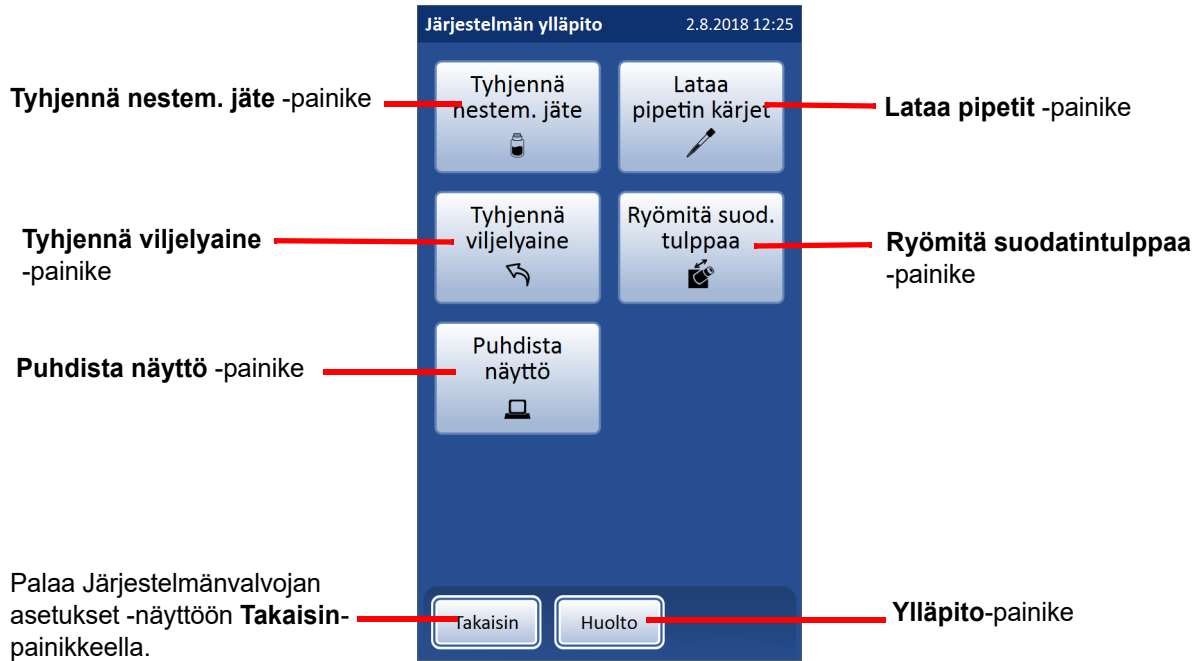 Järjestelmän ylläpito 2.8.2018 12:25
Tyhjennä nestem. jäte -painike
Tyhjennä
nestem. jäte
Lataa
pipetin kärjet
Lataa pipetit -painike
Tyhjennä viljelyaine
-painike
Tyhjennä
viljelyaine
Ryömitä suod.
tulppaa
Ryömitä suodatintulppaa
-painike
Puhdista näyttö -painike
Puhdista
näyttö
Palaa Järjestelmänvalvojan
asetukset -näyttöön Takaisin-
painikkeella.
Takaisin
Huolto
Ylläpito-painike